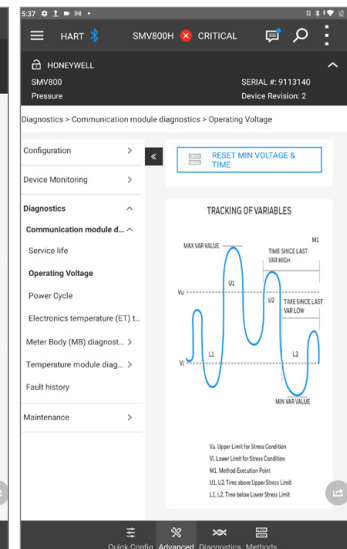 5:37
HART SMV800H CRITICAL
HONEYWELL
SMV800 SERIAL #: 9113140
Pressure Device Revision: 2
Diagnostics > Communication module diagnostics > Operating Voltage
Configuration
Device Monitoring
Diagnostics
Communication module d...
Service life
Operating Voltage
Power Cycle
Electronics temperature (ET) t...
Meter Body (MB) diagnost...
Temperature module diag...
Fault history
Maintenance
RESET MIN VOLTAGE &
TIME
TRACKING OF VARIABLES
MAX VAR VALUE
M1
TIME SINCE LAST
VAR HIGH
U1
Vu
U2
TIME SINCE LAST
VAR LOW
L1
L2
Vl
MIN VAR VALUE
Vu. Upper Limit for Stress Condition
Vl. Lower Limit for Stress Condition
M1. Method Execution Point
U1, U2. Time above Upper Stress Limit
L1. L2. Time below Lower Stress Limit
Quick Config Advanced Diagnostics Methods